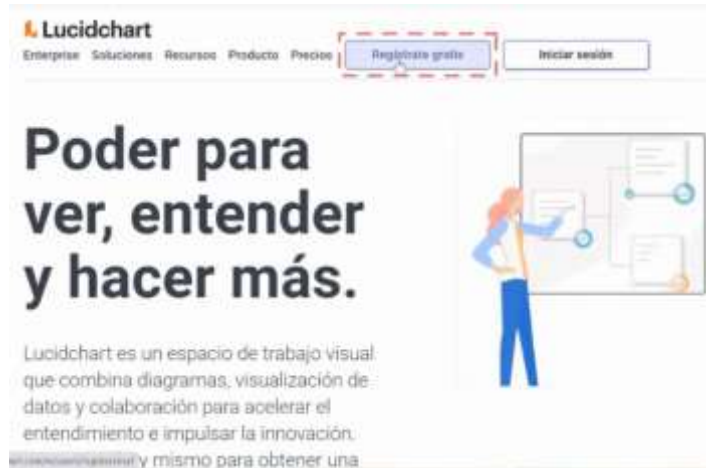 Lucidchart
Enterprise Soluciones Recursos Producto Precios Regístrate gratis Iniciar sesión
Poder para
ver, entender
y hacer más.
Lucidchart es un espacio de trabajo visual
que combina diagramas, visualización de
datos y colaboración para acelerar el
entendimiento e impulsar la innovación.
y mismo para obtener una